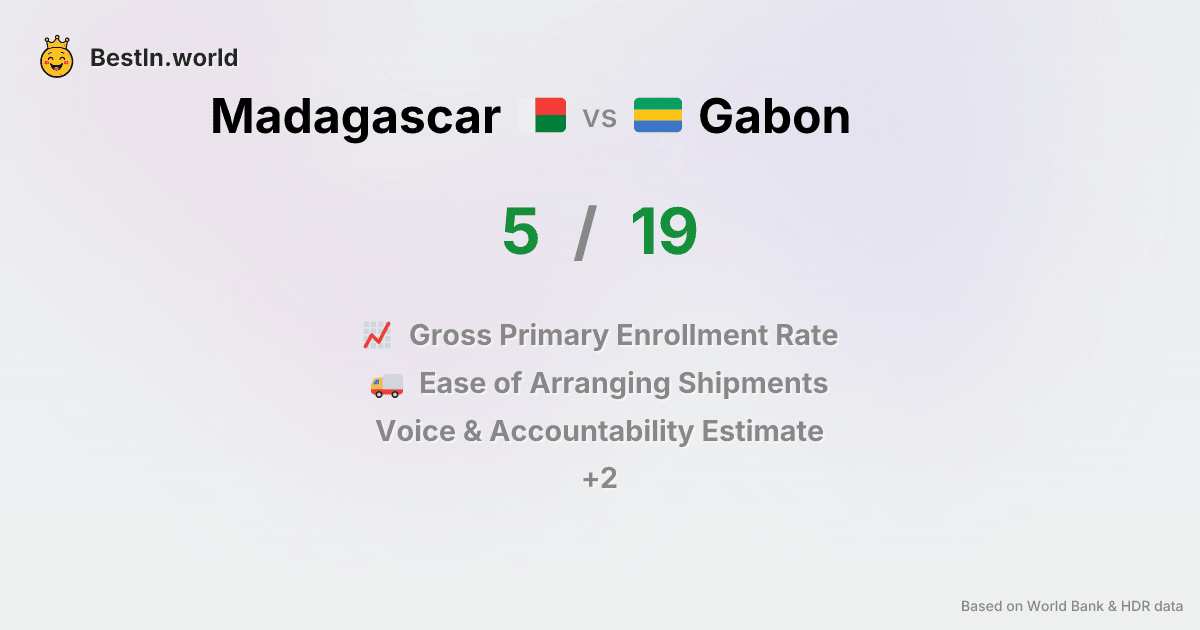 BestIn.world
Madagascar vs Gabon
5 / 19
Gross Primary Enrollment Rate
Ease of Arranging Shipments
Voice & Accountability Estimate
+2
Based on World Bank & HDR data